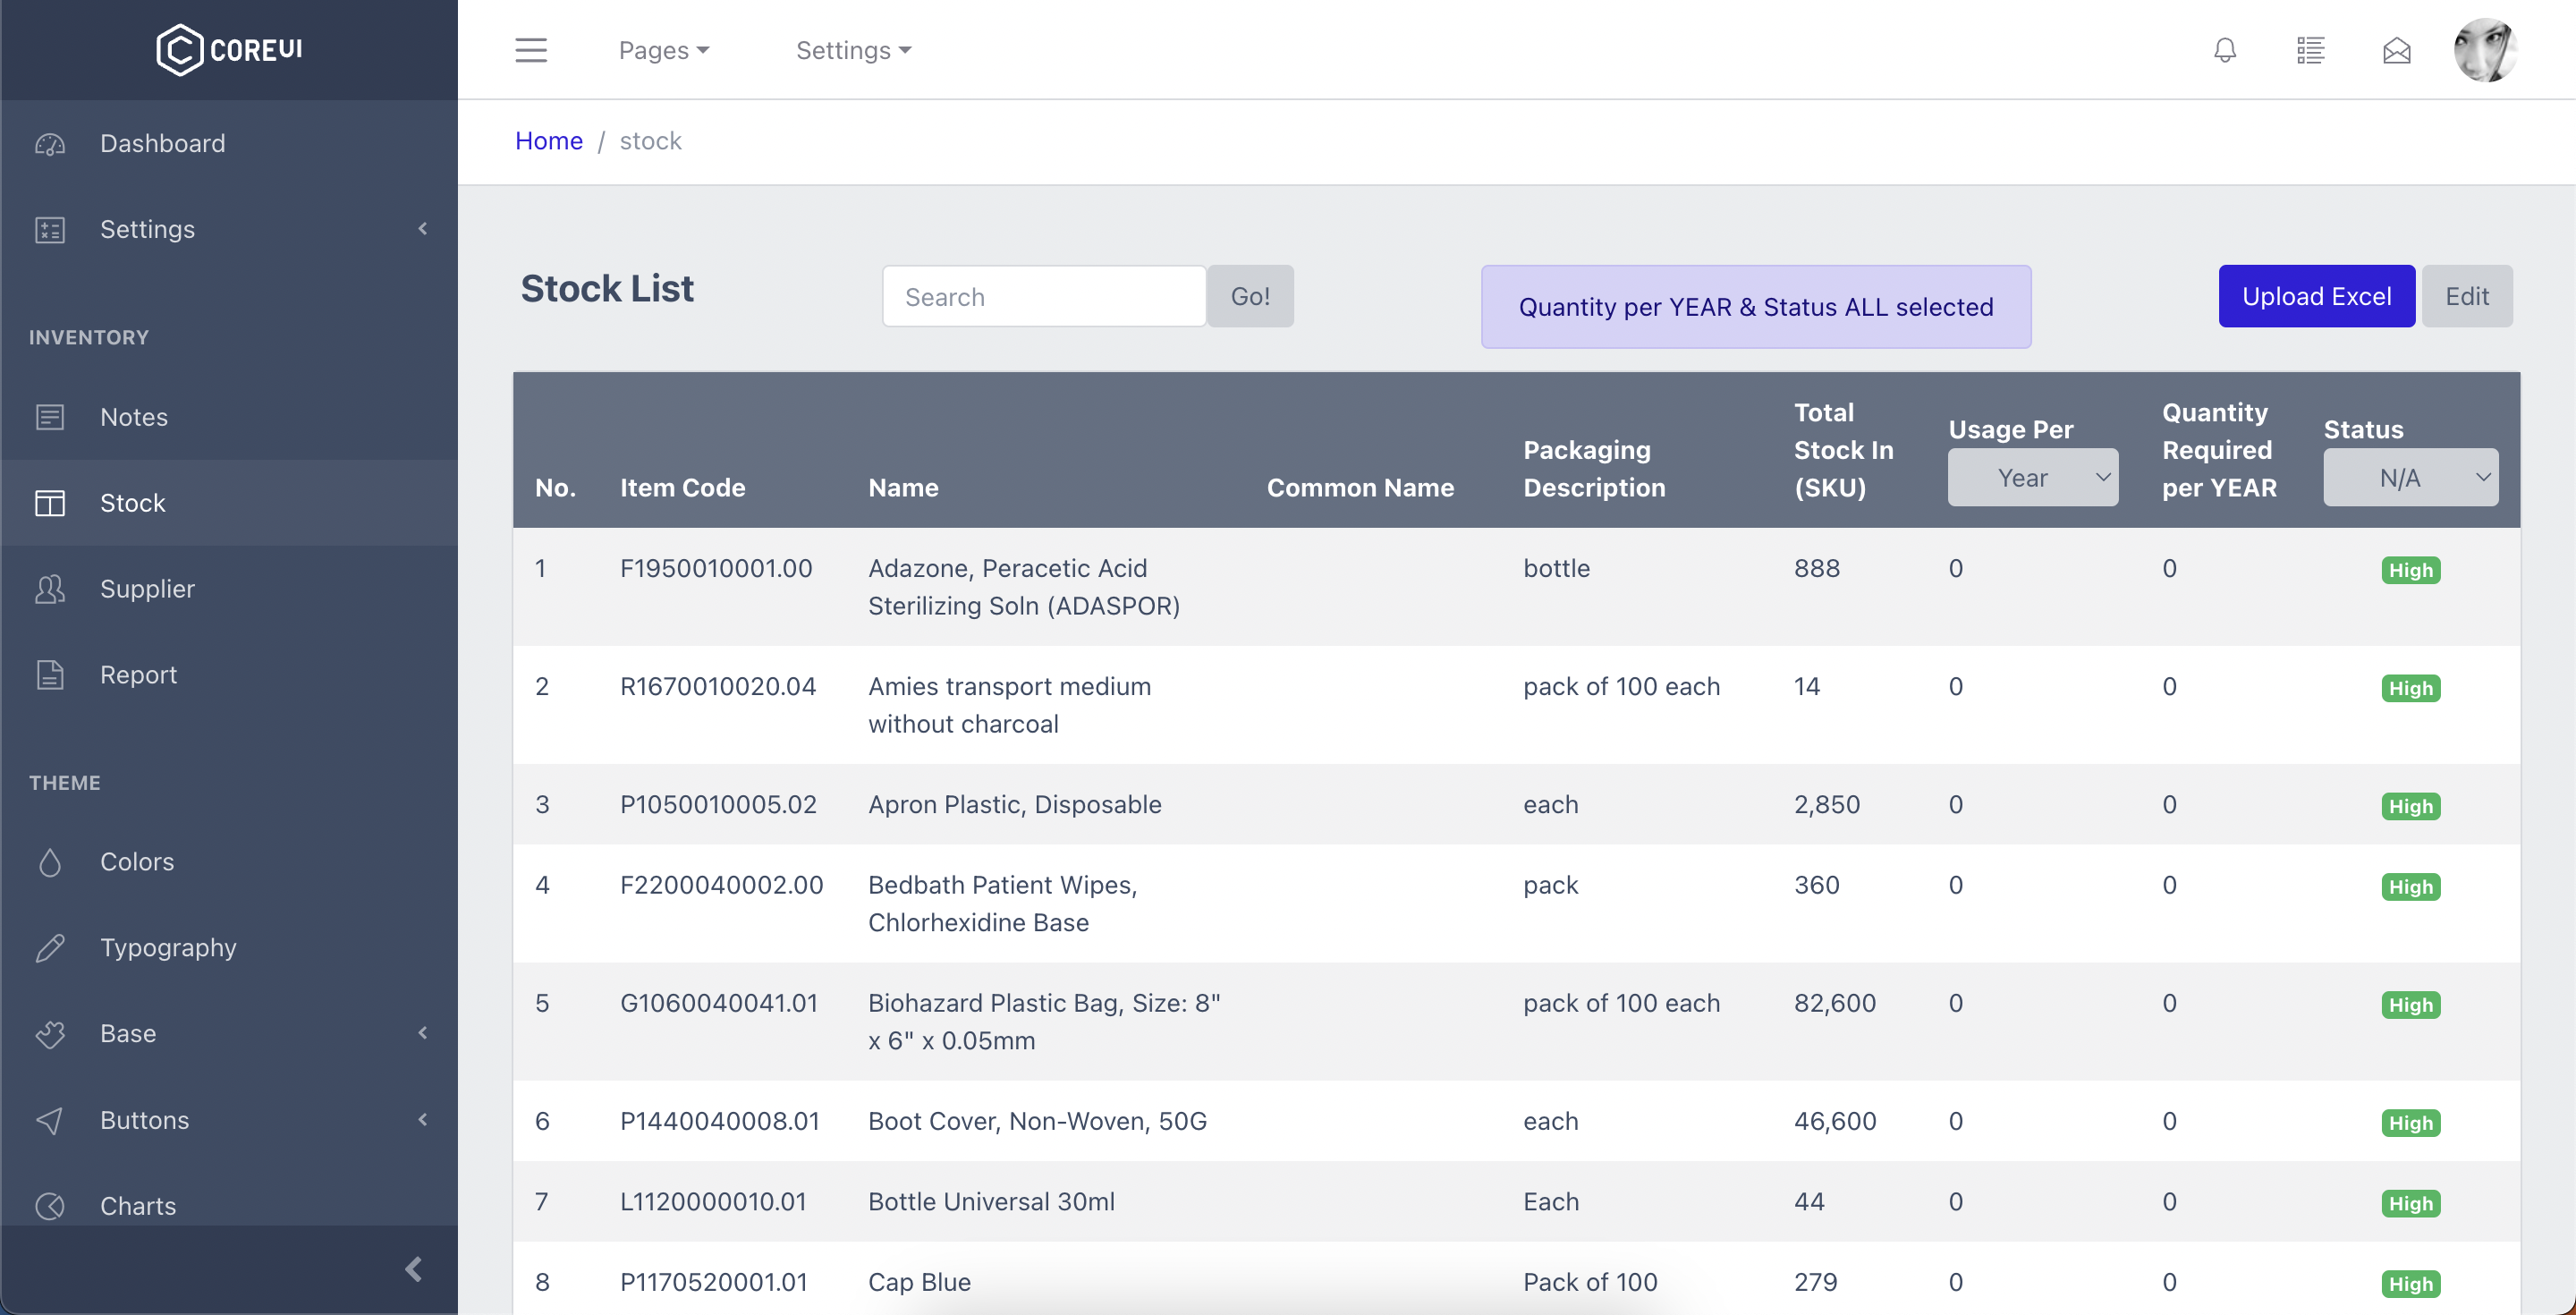 COREUI
Pages
Settings
Dashboard
Settings
INVENTORY
Notes
Stock
Supplier
Report
THEME
Colors
Typography
Base
Buttons
Charts
Home / stock
Stock List
Search
Go!
Quantity per YEAR & Status ALL selected
Upload Excel
Edit
No.
Item Code
Name
Common Name
Packaging
Description
Total
Stock In
(SKU)
Usage Per
Year
Quantity
Required
per YEAR
Status
N/A
1 F1950010001.00 Adazone, Peracetic Acid bottle 888 0 0 High
Sterilizing Soln (ADASPOR)
2 R1670010020.04 Amies transport medium pack of 100 each 14 0 0 High
without charcoal
3 P1050010005.02 Apron Plastic, Disposable each 2,850 0 0 High
4 F2200040002.00 Bedbath Patient Wipes, pack 360 0 0 High
Chlorhexidine Base
5 G1060040041.01 Biohazard Plastic Bag, Size: 8" pack of 100 each 82,600 0 0 High
x 6" x 0.05mm
6 P1440040008.01 Boot Cover, Non-Woven, 50G each 46,600 0 0 High
7 L1120000010.01 Bottle Universal 30ml Each 44 0 0 High
8 P1170520001.01 Cap Blue Pack of 100 279 0 0 High